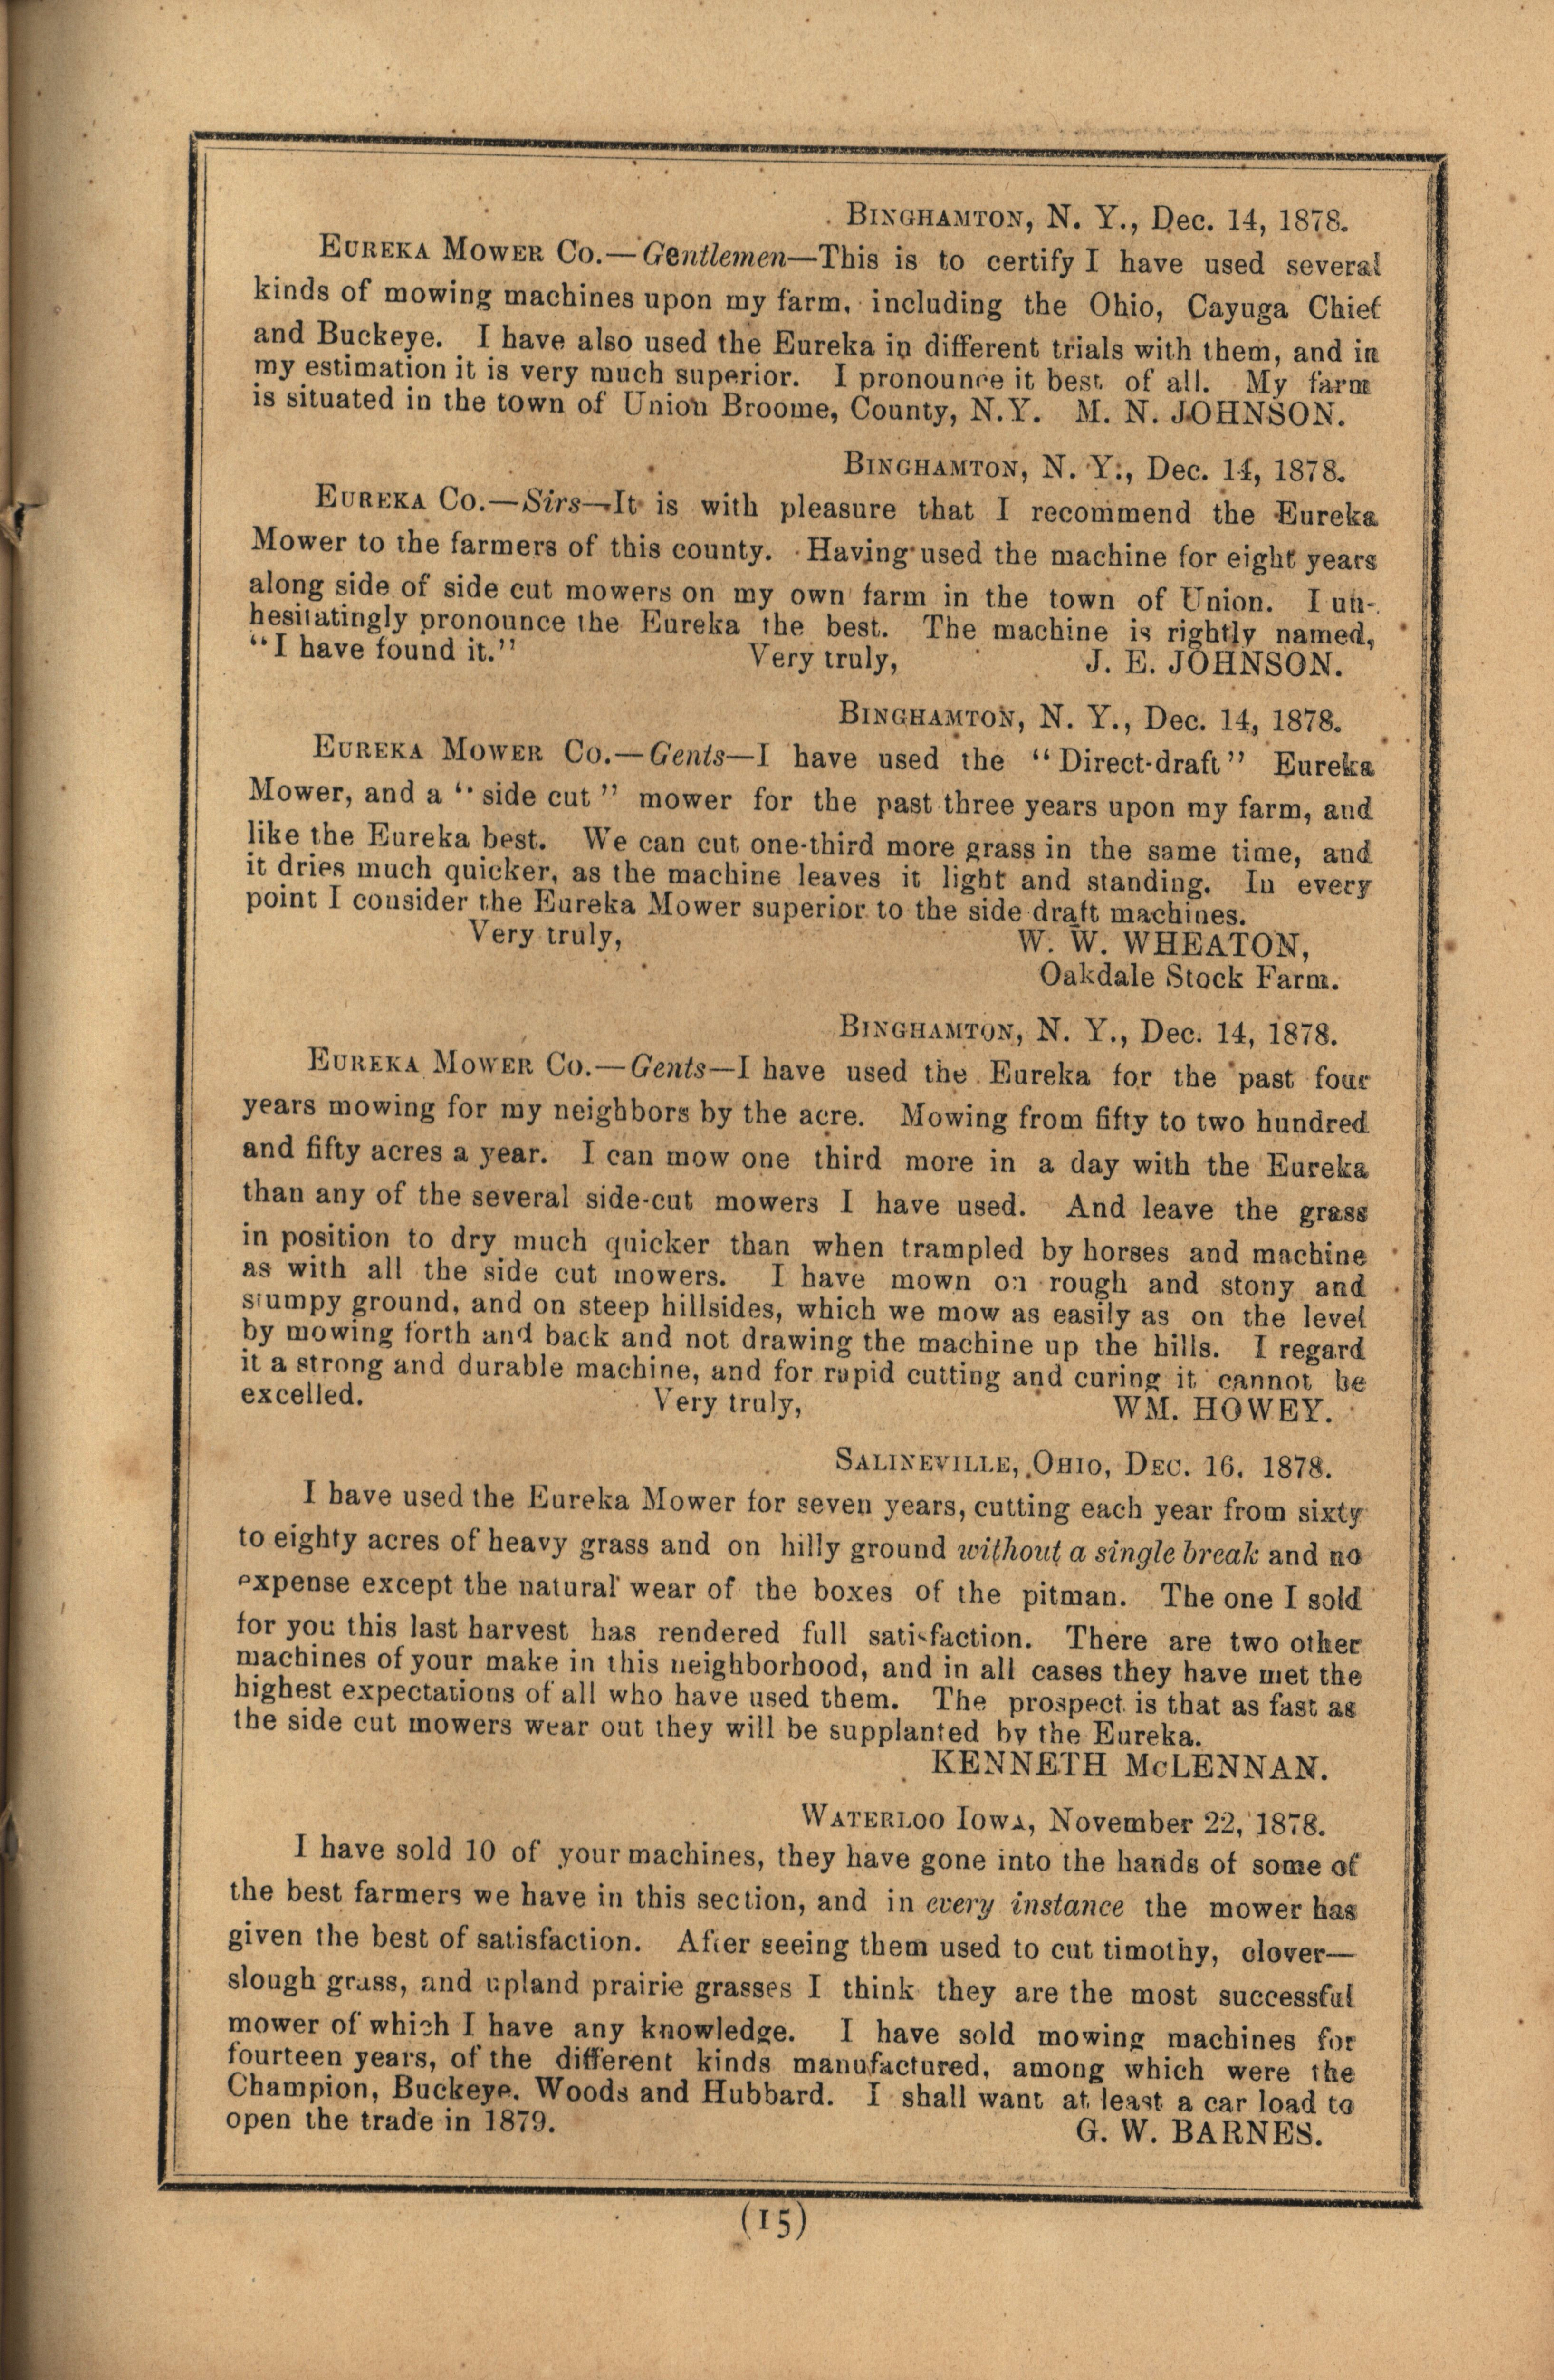 BINGHAMTON, N. Y., Dec. 14, 1878.
EUREKA MOWER CO.—Gentlemen—This is to certify I have used several
kinds of mowing machines upon my farm, including the Ohio, Cayuga Chief
and Buckeye. I have also used the Eureka in different trials with them, and in
my estimation it is very much superior. I pronounce it best of all. My farm
is situated in the town of Union Broome, County, N. Y. M. N. JOHNSON.
BINGHAMTON, N. Y., Dec. 14, 1878.
EUREKA CO.—Sirs—It is with pleasure that I recommend the Eureka
Mower to the farmers of this county. Having used the machine for eight years
along side of side cut mowers on my own farm in the town of Union. I un-
hesitatingly pronounce the Eureka the best. The machine is rightly named,
"I have found it." Very truly, J. E. JOHNSON.
BINGHAMTON, N. Y., Dec. 14, 1878.
EUREKA MOWER CO.—Gents—I have used the "Direct-draft" Eureka
Mower, and a "side cut" mower for the past three years upon my farm, and
like the Eureka best. We can cut one-third more grass in the same time, and
it dries much quicker, as the machine leaves it light and standing. In every
point I consider the Eureka Mower superior to the side draft machines.
Very truly, W. W. WHEATON,
Oakdale Stock Farm.
BINGHAMTON, N. Y., Dec. 14, 1878.
EUREKA MOWER CO.—Gents—I have used the Eureka for the past four
years mowing for my neighbors by the acre. Mowing from fifty to two hundred
and fifty acres a year. I can mow one third more in a day with the Eureka
than any of the several side-cut mowers I have used. And leave the grass
in position to dry much quicker than when trampled by horses and machine
as with all the side cut mowers. I have mown on rough and stony and
stumpy ground, and on steep hillsides, which we mow as easily as on the level
by mowing forth and back and not drawing the machine up the hills. I regard
it a strong and durable machine, and for rapid cutting and curing it cannot be
excelled. Very truly, WM. HOWEY.
SALINEVILLE, OHIO, DEC. 16, 1878.
I have used the Eureka Mower for seven years, cutting each year from sixty
to eighty acres of heavy grass and on hilly ground without a single break and no
expense except the natural wear of the boxes of the pitman. The one I sold
for you this last harvest has rendered full satisfaction. There are two other
machines of your make in this neighborhood, and in all cases they have met the
highest expectations of all who have used them. The prospect is that as fast as
the side cut mowers wear out they will be supplanted by the Eureka.
KENNETH McLENNAN.
WATERLOO IOWA, November 22, 1878.
I have sold 10 of your machines, they have gone into the hands of some of
the best farmers we have in this section, and in every instance the mower has
given the best of satisfaction. After seeing them used to cut timothy, clover—
slough grass, and upland prairie grasses I think they are the most successful
mower of which I have any knowledge. I have sold mowing machines for
fourteen years, of the different kinds manufactured, among which were the
Champion, Buckeye. Woods and Hubbard. I shall want at least a car load to
open the trade in 1879. G. W. BARNES.
(15)